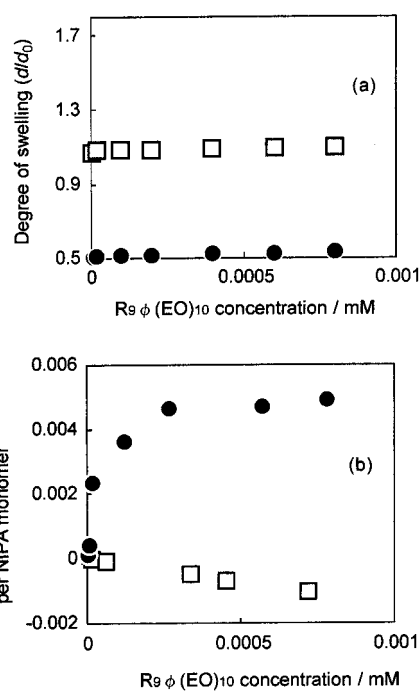 1.7
1.3
0.9
0.5
Degree of swelling (d/d0)
(a)
0 0.0005 0.001
R9 φ (EO)10 concentration / mM
0.006
0.004
0.002
0
-0.002
per NIPA monomer
(b)
0 0.0005 0.001
R9 φ (EO)10 concentration / mM